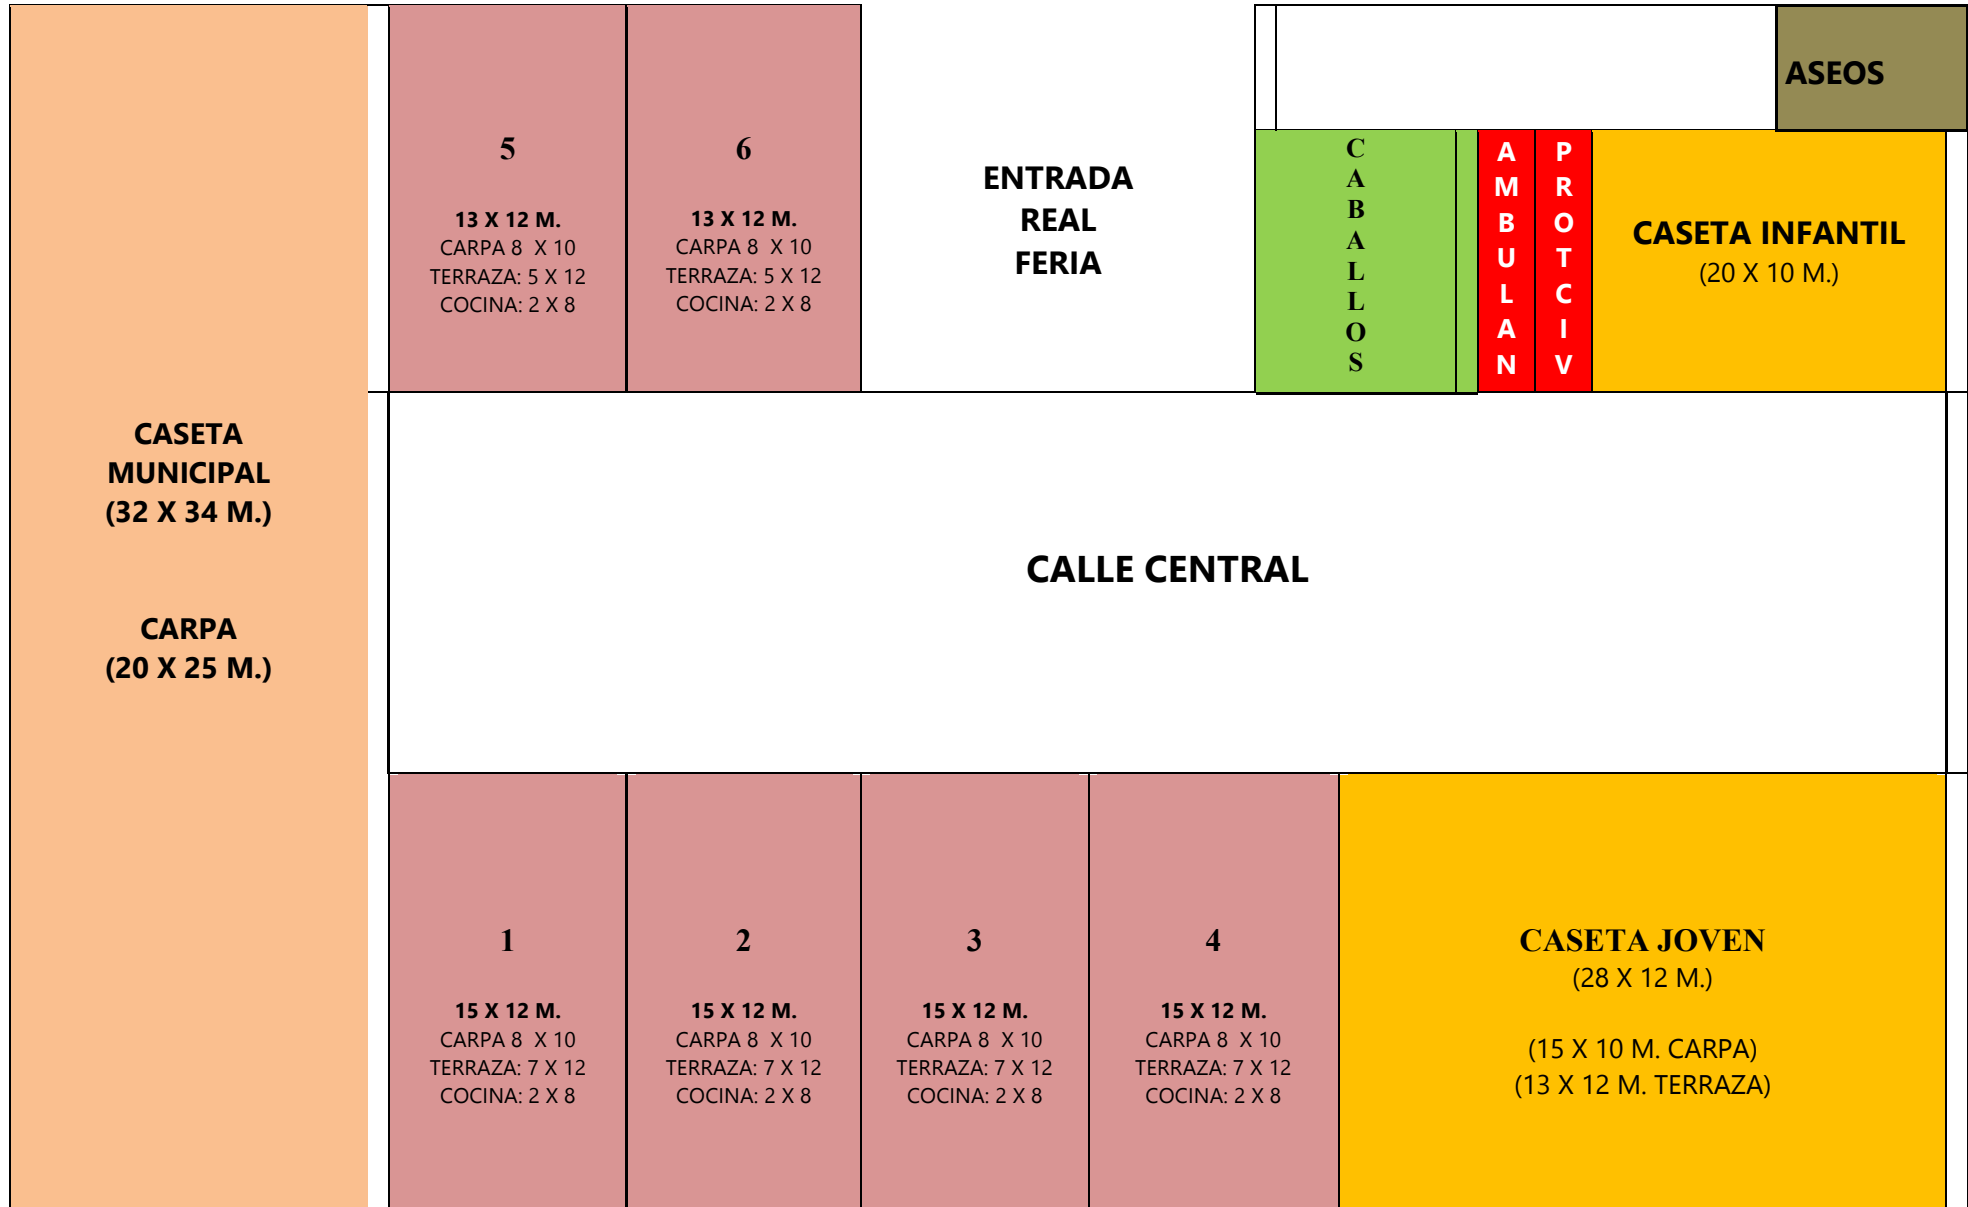 CASETA
MUNICIPAL
(32 X 34 M.)
CARPA
(20 X 25 M.)
5
13 X 12 M.
CARPA 8 X 10
TERRAZA: 5 X 12
COCINA: 2 X 8
6
13 X 12 M.
CARPA 8 X 10
TERRAZA: 5 X 12
COCINA: 2 X 8
ENTRADA
REAL
FERIA
C
A
B
A
L
L
O
S
A
M
B
U
L
A
N
P
R
O
T
C
I
V
ASEOS
CASETA INFANTIL
(20 X 10 M.)
CALLE CENTRAL
1
15 X 12 M.
CARPA 8 X 10
TERRAZA: 7 X 12
COCINA: 2 X 8
2
15 X 12 M.
CARPA 8 X 10
TERRAZA: 7 X 12
COCINA: 2 X 8
3
15 X 12 M.
CARPA 8 X 10
TERRAZA: 7 X 12
COCINA: 2 X 8
4
15 X 12 M.
CARPA 8 X 10
TERRAZA: 7 X 12
COCINA: 2 X 8
CASETA JOVEN
(28 X 12 M.)
(15 X 10 M. CARPA)
(13 X 12 M. TERRAZA)